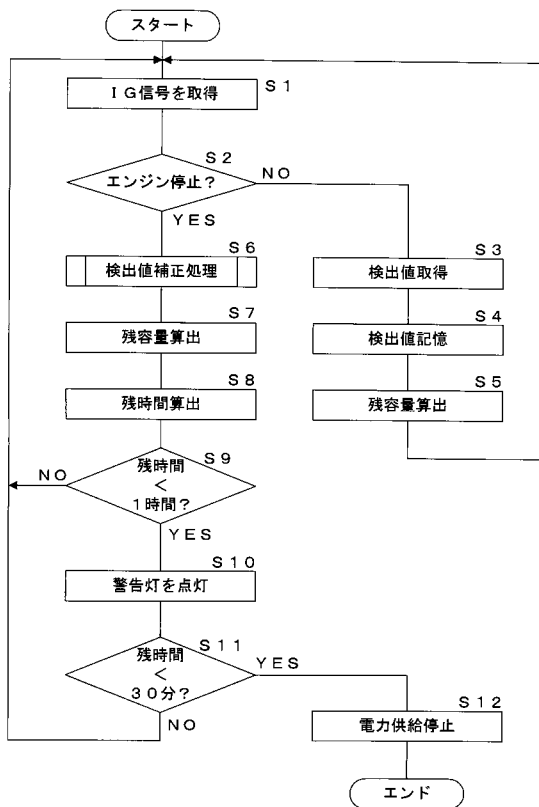 スタート
IG信号を取得
S1
S2
エンジン停止?
NO
YES
S6
検出値補正処理
S3
検出値取得
S7
残容量算出
S4
検出値記憶
S8
残時間算出
S5
残容量算出
S9
残時間
<
1時間?
NO
YES
S10
警告灯を点灯
S11
残時間
<
30分?
YES
NO
S12
電力供給停止
エンド